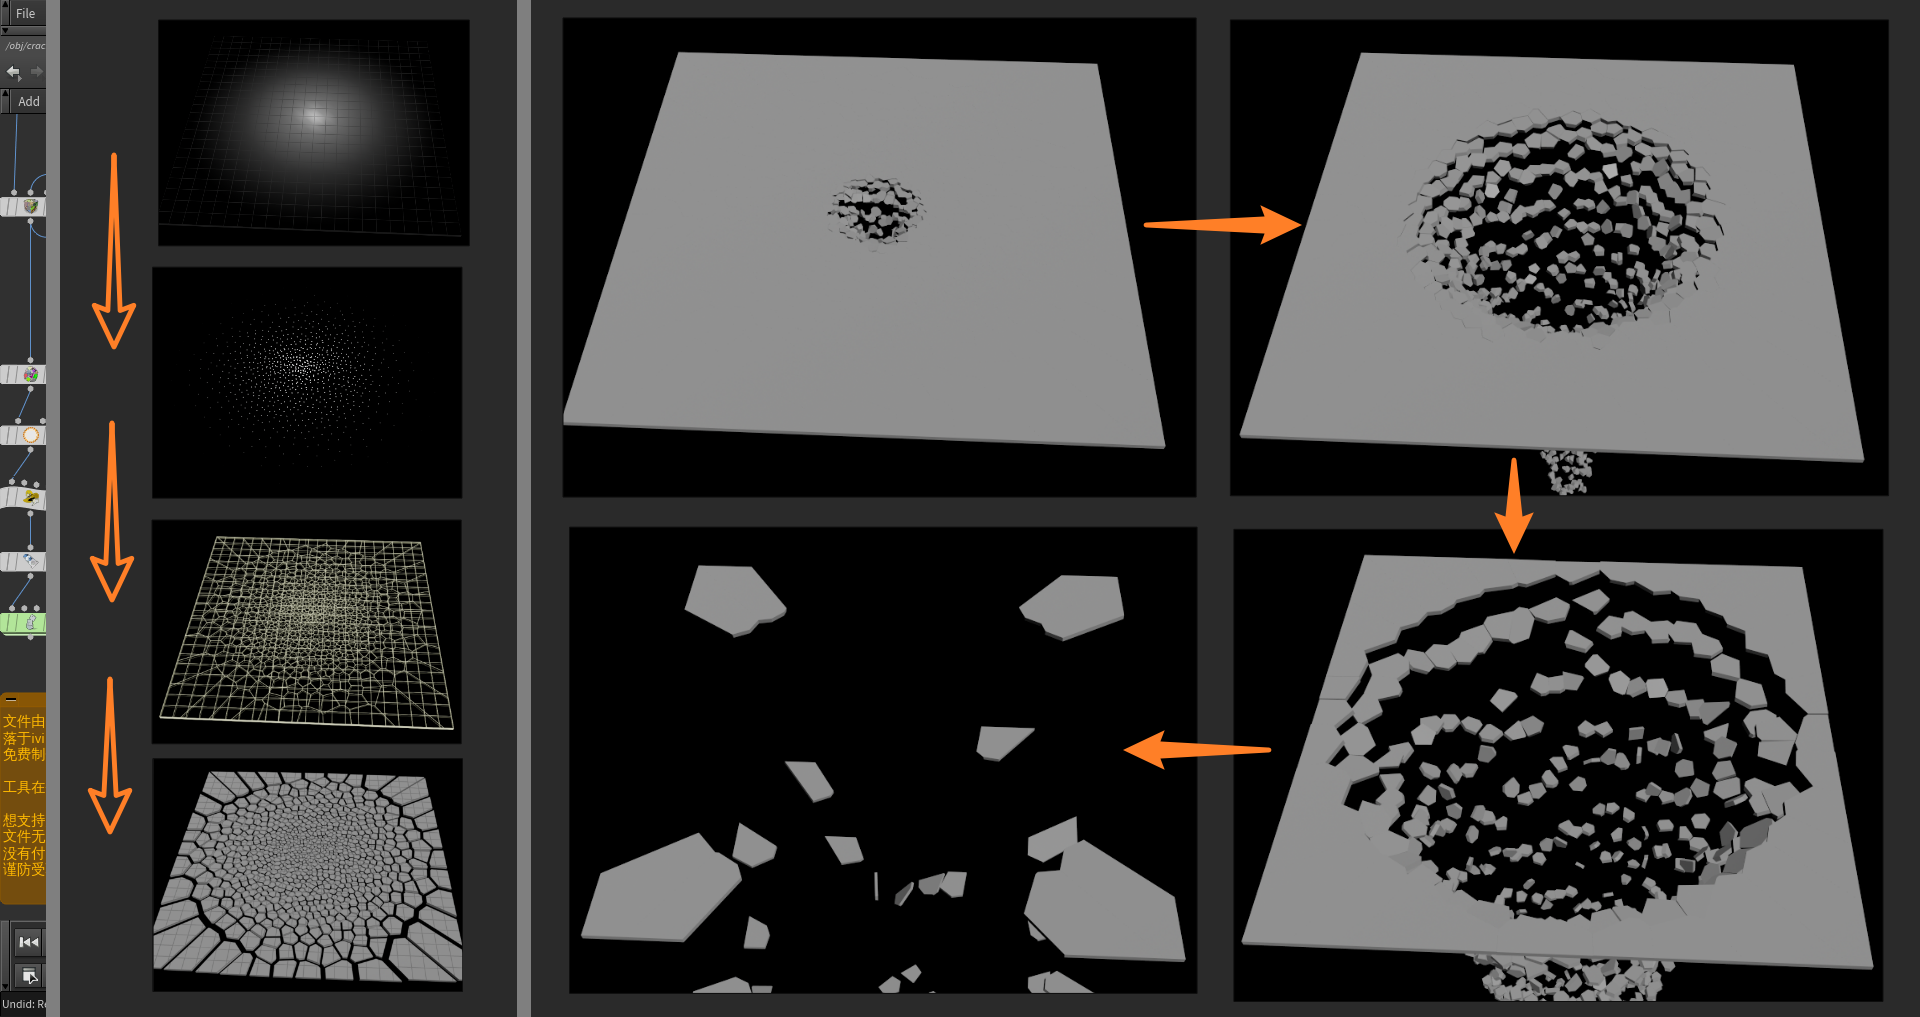 File
/obj/crac
Add
文件由
落于ivi
免费制
工具在
想支持
文件无
没有付
谨防受
Undid: Re